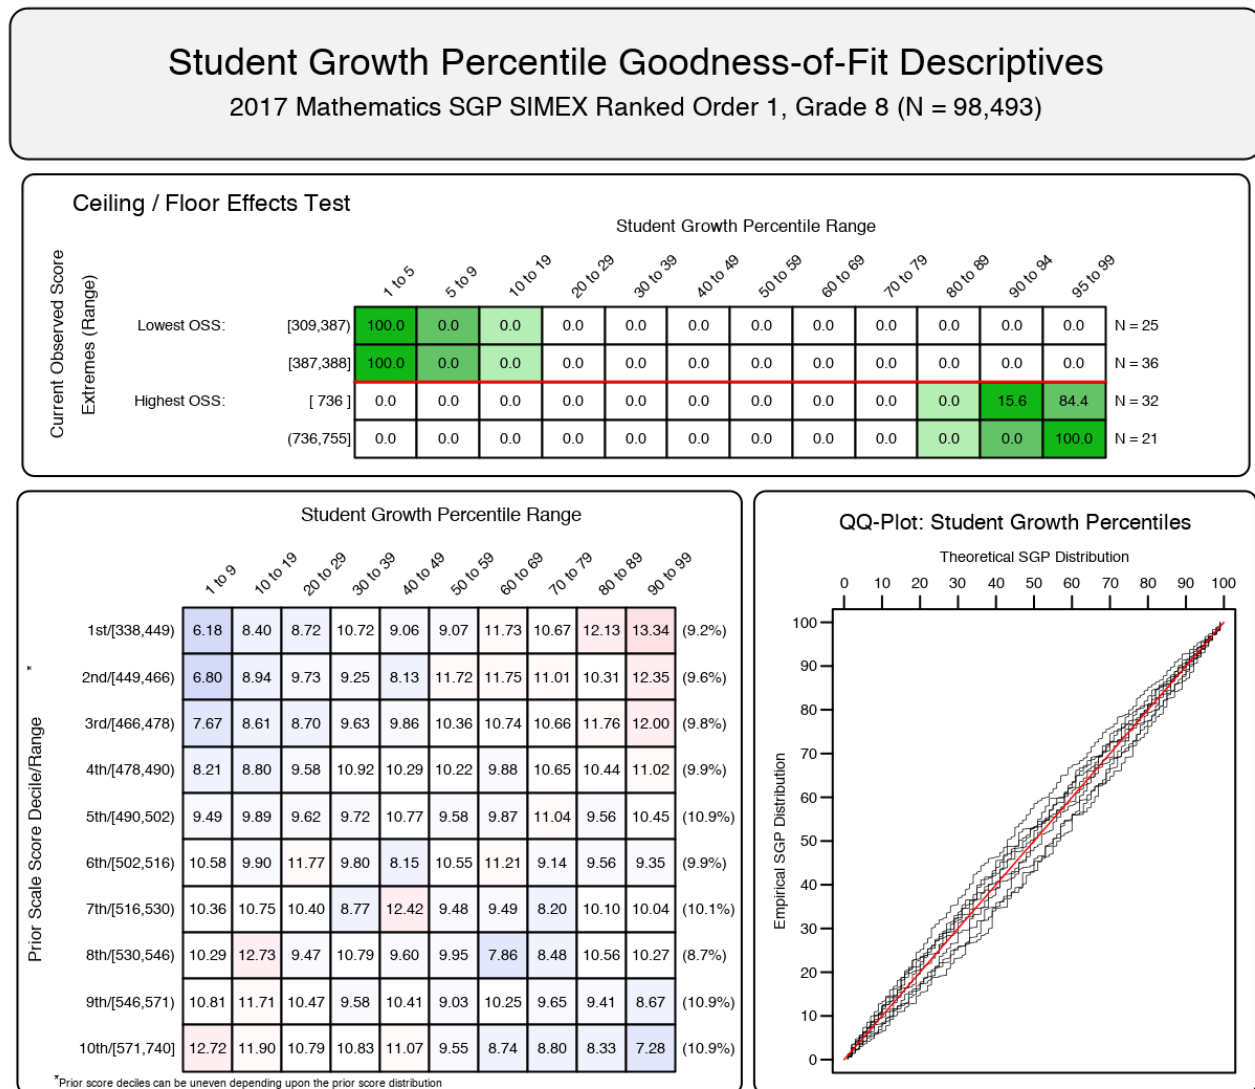 Student Growth Percentile Goodness-of-Fit Descriptives
2017 Mathematics SGP SIMEX Ranked Order 1, Grade 8 (N = 98,493)
Ceiling / Floor Effects Test
Student Growth Percentile Range
Current Observed Score
Extremes (Range)
1 to 5 5 to 9 10 to 19 20 to 29 30 to 39 40 to 49 50 to 59 60 to 69 70 to 79 80 to 89 90 to 94 95 to 99
Lowest OSS: [309,387) 100.0 0.0 0.0 0.0 0.0 0.0 0.0 0.0 0.0 0.0 0.0 0.0 N = 25
[387,388] 100.0 0.0 0.0 0.0 0.0 0.0 0.0 0.0 0.0 0.0 0.0 0.0 N = 36
Highest OSS: [ 736 ] 0.0 0.0 0.0 0.0 0.0 0.0 0.0 0.0 0.0 0.0 15.6 84.4 N = 32
(736,755] 0.0 0.0 0.0 0.0 0.0 0.0 0.0 0.0 0.0 0.0 0.0 100.0 N = 21
Student Growth Percentile Range
Prior Scale Score Decile/Range *
1 to 9 10 to 19 20 to 29 30 to 39 40 to 49 50 to 59 60 to 69 70 to 79 80 to 89 90 to 99
1st/[338,449) 6.18 8.40 8.72 10.72 9.06 9.07 11.73 10.67 12.13 13.34 (9.2%)
2nd/[449,466) 6.80 8.94 9.73 9.25 8.13 11.72 11.75 11.01 10.31 12.35 (9.6%)
3rd/[466,478) 7.67 8.61 8.70 9.63 9.86 10.36 10.74 10.66 11.76 12.00 (9.8%)
4th/[478,490) 8.21 8.80 9.58 10.92 10.29 10.22 9.88 10.65 10.44 11.02 (9.9%)
5th/[490,502) 9.49 9.89 9.62 9.72 10.77 9.58 9.87 11.04 9.56 10.45 (10.9%)
6th/[502,516) 10.58 9.90 11.77 9.80 8.15 10.55 11.21 9.14 9.56 9.35 (9.9%)
7th/[516,530) 10.36 10.75 10.40 8.77 12.42 9.48 9.49 8.20 10.10 10.04 (10.1%)
8th/[530,546) 10.29 12.73 9.47 10.79 9.60 9.95 7.86 8.48 10.56 10.27 (8.7%)
9th/[546,571) 10.81 11.71 10.47 9.58 10.41 9.03 10.25 9.65 9.41 8.67 (10.9%)
10th/[571,740] 12.72 11.90 10.79 10.83 11.07 9.55 8.74 8.80 8.33 7.28 (10.9%)
*Prior score deciles can be uneven depending upon the prior score distribution
QQ-Plot: Student Growth Percentiles
Theoretical SGP Distribution
0 10 20 30 40 50 60 70 80 90 100
Empirical SGP Distribution
100
90
80
70
60
50
40
30
20
10
0